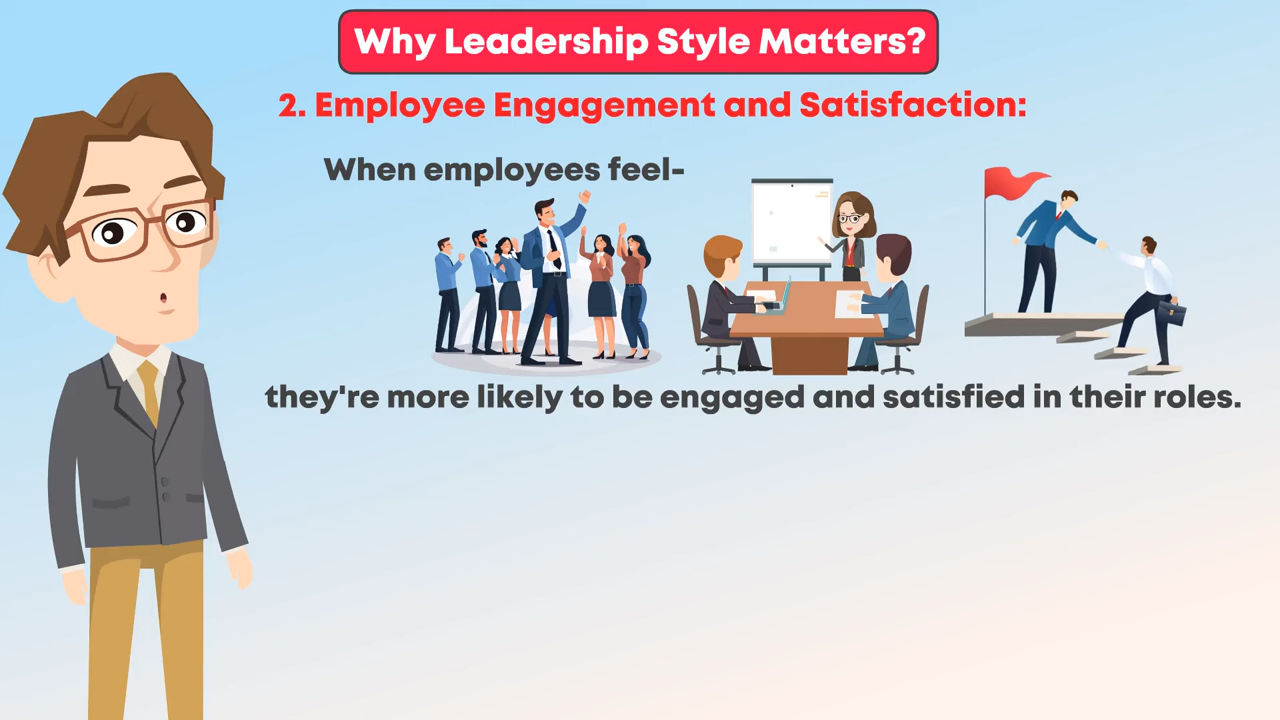 Why Leadership Style Matters?
2. Employee Engagement and Satisfaction:
When employees feel-
they're more likely to be engaged and satisfied in their roles.